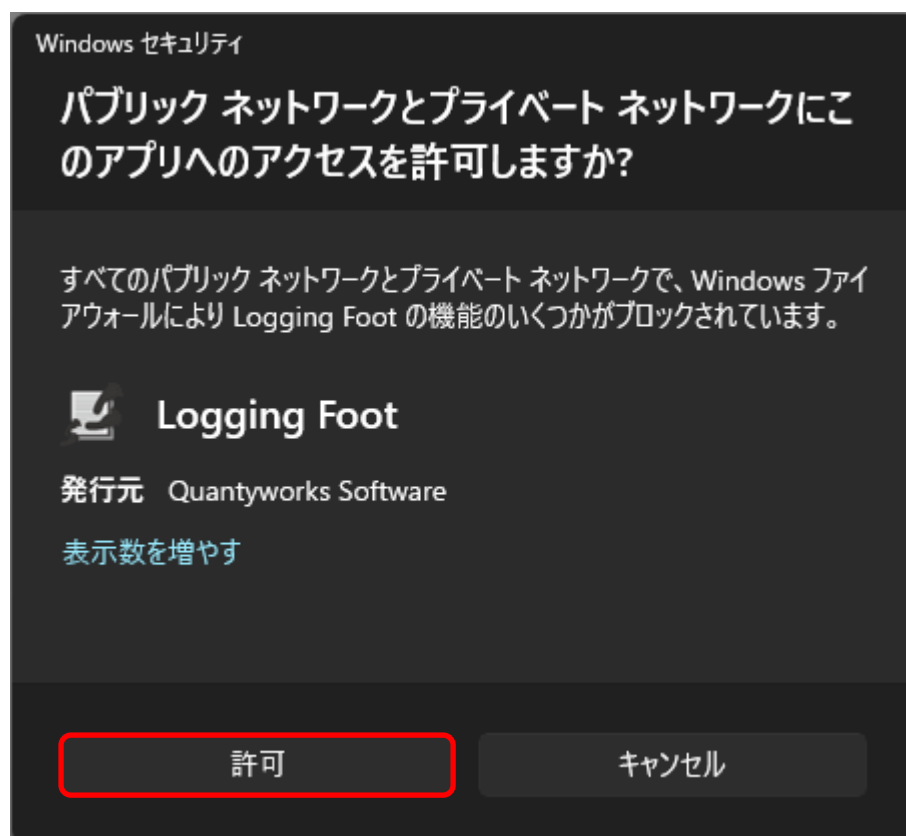 Windows セキュリティ
パブリック ネットワークとプライベート ネットワークにこ
のアプリへのアクセスを許可しますか?
すべてのパブリック ネットワークとプライベート ネットワークで、Windows ファイ
アウォールにより Logging Foot の機能のいくつかがブロックされています。
Logging Foot
発行元 Quantyworks Software
表示数を増やす
許可
キャンセル